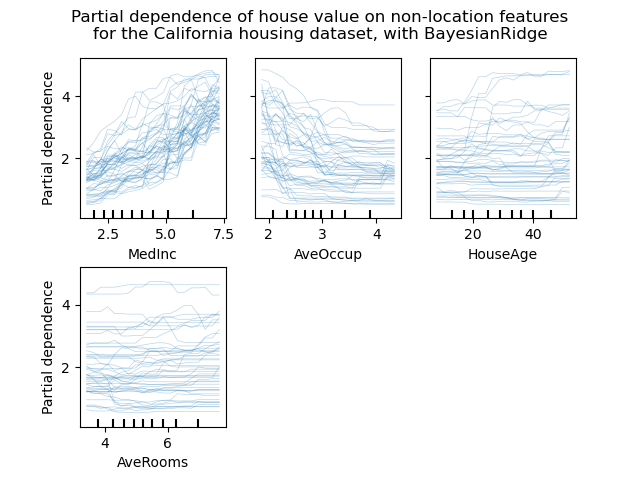 Partial dependence of house value on non-location features
for the California housing dataset, with BayesianRidge
Partial dependence
4
2
2.5 5.0 7.5
MedInc
2 3 4
AveOccup
20 40
HouseAge
Partial dependence
4
2
4 6
AveRooms